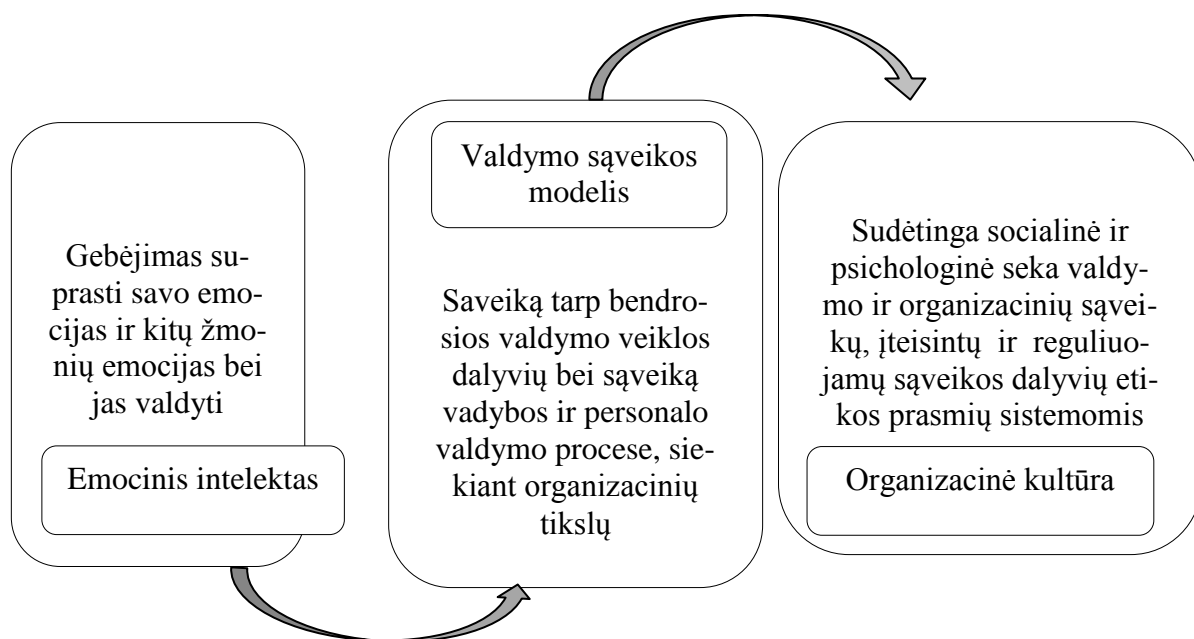 Gebėjimas su-
prasti savo emo-
cijas ir kitų žmo-
nių emocijas bei
jas valdyti
Emocinis intelektas
Valdymo sąveikos
modelis
Saveiką tarp bendro-
sios valdymo veiklos
dalyvių bei sąveiką
vadybos ir personalo
valdymo procese, sie-
kiant organizacinių
tikslų
Sudėtinga socialinė ir
psichologinė seka valdy-
mo ir organizacinių sąvei-
kų, įteisintų ir reguliuo-
jamų sąveikos dalyvių eti-
kos prasmių sistemomis
Organizacinė kultūra